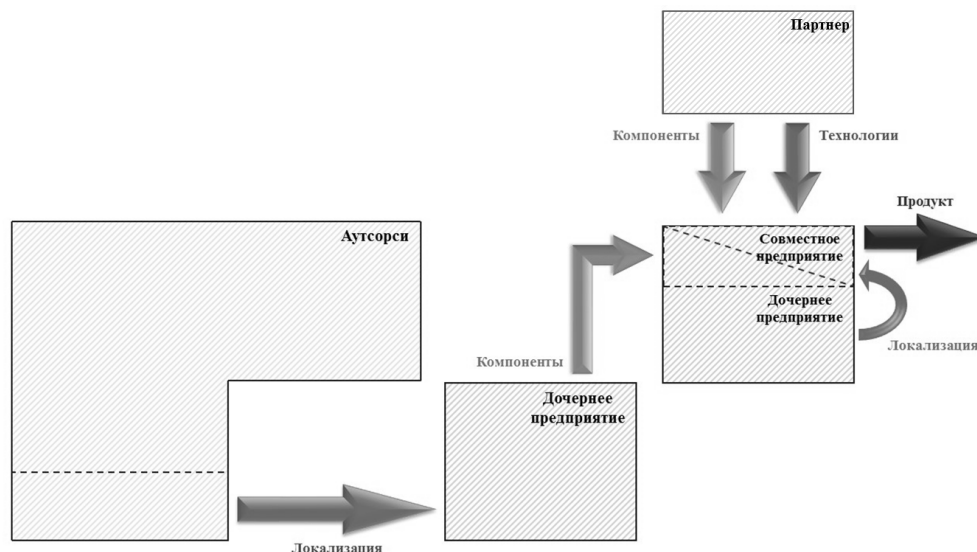 Партнер
Компоненты
Технологии
Продукт
Аутсорси
Совместное
предприятие
Дочернее
предприятие
Локализация
Компоненты
Дочернее
предприятие
Локализация